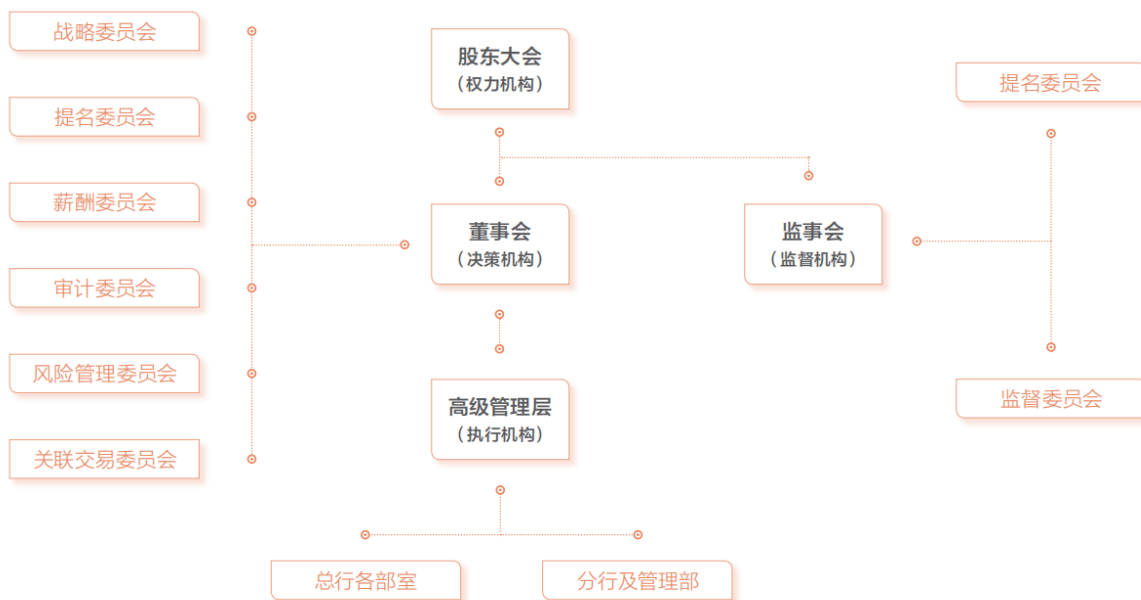 战略委员会
提名委员会
薪酬委员会
审计委员会
风险管理委员会
关联交易委员会
股东大会
（权力机构）
董事会
（决策机构）
监事会
（监督机构）
高级管理层
（执行机构）
提名委员会
监督委员会
总行各部室
分行及管理部